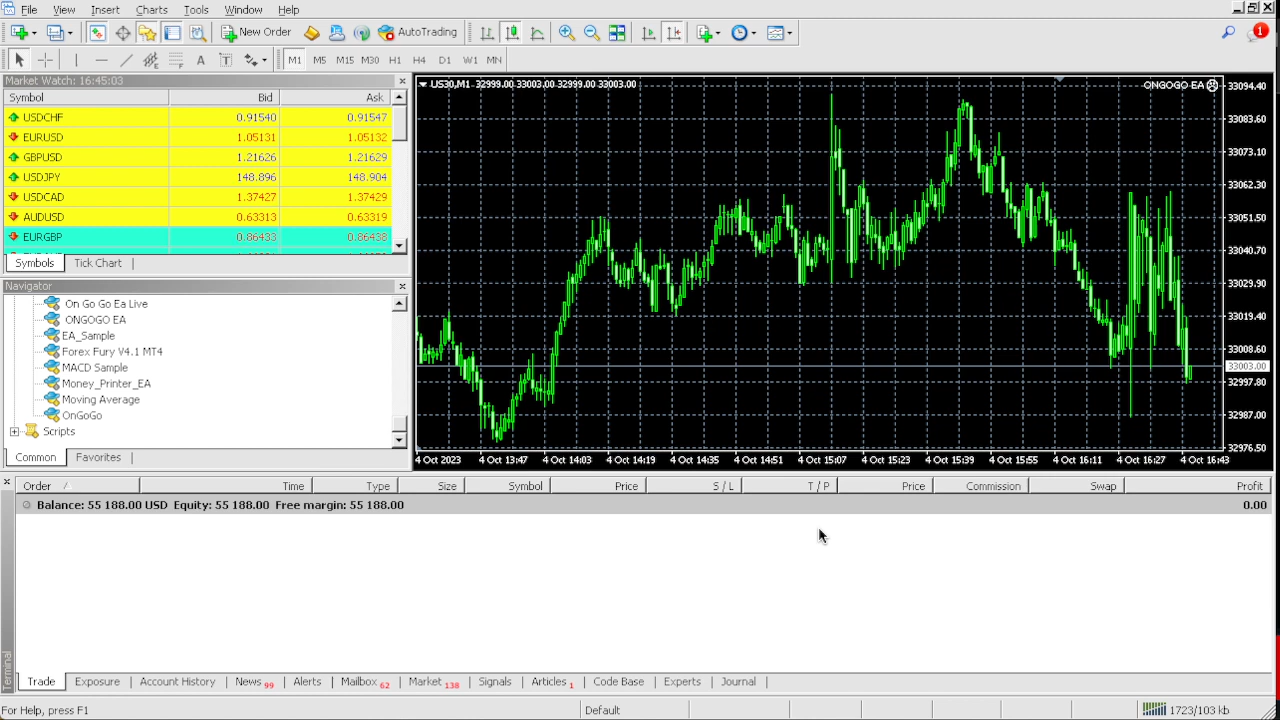 File View Insert Charts Tools Window Help
New Order AutoTrading 1
A T M1 M5 M15 M30 H1 H4 D1 W1 MN
Market Watch: 16:45:03
Symbol Bid Ask
USDCHF 0.91540 0.91547
EURUSD 1.05131 1.05132
GBPUSD 1.21626 1.21629
USDJPY 148.896 148.904
USDCAD 1.37427 1.37429
AUDUSD 0.63313 0.63319
EURGBP 0.86433 0.86438
Symbols Tick Chart
Navigator
On Go Go Ea Live
ONGOGO EA
EA_Sample
Forex Fury V4.1 MT4
MACD Sample
Money_Printer_EA
Moving Average
OnGoGo
Scripts
Common Favorites
US30,M1 32999.00 33003.00 32999.00 33003.00
ONGOGO EA
33094.40
33083.60
33073.10
33062.30
33051.50
33040.70
33029.90
33019.40
33008.60
33003.00
32997.80
32987.00
32976.50
4 Oct 2023 4 Oct 13:47 4 Oct 14:03 4 Oct 14:19 4 Oct 14:35 4 Oct 14:51 4 Oct 15:07 4 Oct 15:23 4 Oct 15:39 4 Oct 15:55 4 Oct 16:11 4 Oct 16:27 4 Oct 16:43
Order Time Type Size Symbol Price S / L T / P Price Commission Swap Profit
Balance: 55 188.00 USD Equity: 55 188.00 Free margin: 55 188.00 0.00
Terminal
Trade Exposure Account History News 99 Alerts Mailbox 62 Market 138 Signals Articles 1 Code Base Experts Journal
For Help, press F1 Default 1723/103 kb